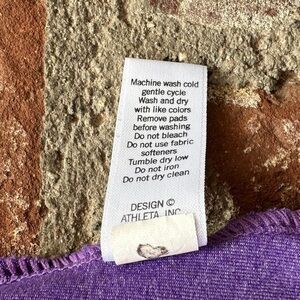 Machine wash cold
gentle cycle
Wash and dry
with like colors
Remove pads
before washing
Do not bleach
Do not use fabric
softeners
Tumble dry low
Do not iron
Do not dry clean
DESIGN ©
ATHLETA, INC.